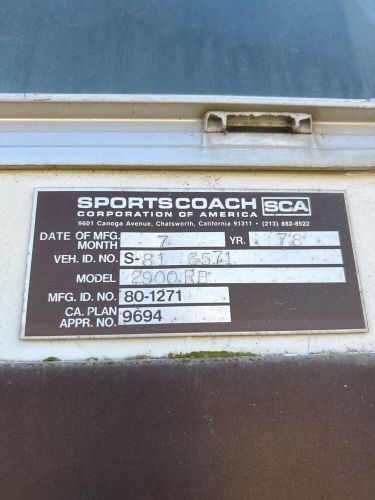 SPORTSCOACH SCA
CORPORATION OF AMERICA
9601 Canoga Avenue, Chatsworth, California 91311 • (213) 882-9522
DATE OF MFG.
MONTH 7 YR. 78
VEH. ID. NO. S-81 6571
MODEL 2900 RB
MFG. ID. NO. 80-1271
CA. PLAN
APPR. NO. 9694